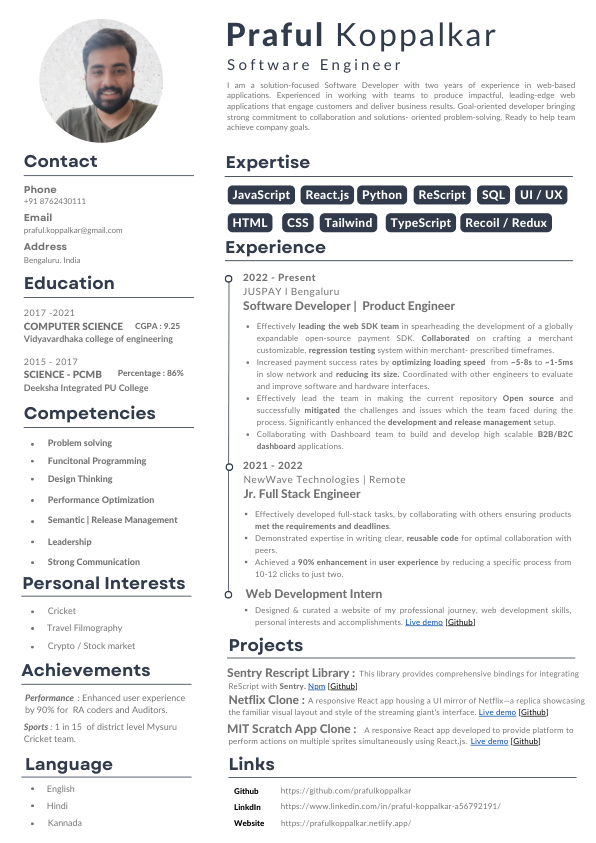 Praful Koppalkar
Software Engineer
I am a solution-focused Software Developer with two years of experience in web-based
applications. Experienced in working with teams to produce impactful, leading-edge web
applications that engage customers and deliver business results. Goal-oriented developer bringing
strong commitment to collaboration and solutions- oriented problem-solving. Ready to help team
achieve company goals.
Contact
Phone
+91 8762430111
Email
praful.koppalkar@gmail.com
Address
Bengaluru. India
Education
2017 -2021
COMPUTER SCIENCE CGPA : 9.25
Vidyavardhaka college of engineering
2015 - 2017
SCIENCE - PCMB Percentage : 86%
Deeksha Integrated PU College
Competencies
• Problem solving
• Funcitonal Programming
• Design Thinking
• Performance Optimization
• Semantic | Release Management
• Leadership
• Strong Communication
Personal Interests
• Cricket
• Travel Filmography
• Crypto / Stock market
Achievements
Performance : Enhanced user experience
by 90% for RA coders and Auditors.
Sports : 1 in 15 of district level Mysuru
Cricket team.
Language
• English
• Hindi
• Kannada
Expertise
JavaScript React.js Python ReScript SQL UI / UX
HTML CSS Tailwind TypeScript Recoil / Redux
Experience
2022 - Present
JUSPAY I Bengaluru
Software Developer | Product Engineer
• Effectively leading the web SDK team in spearheading the development of a globally
expandable open-source payment SDK. Collaborated on crafting a merchant
customizable, regression testing system within merchant- prescribed timeframes.
• Increased payment success rates by optimizing loading speed from ~5-8s to ~1-5ms
in slow network and reducing its size. Coordinated with other engineers to evaluate
and improve software and hardware interfaces.
• Effectively lead the team in making the current repository Open source and
successfully mitigated the challenges and issues which the team faced during the
process. Significantly enhanced the development and release management setup.
• Collaborating with Dashboard team to build and develop high scalable B2B/B2C
dashboard applications.
2021 - 2022
NewWave Technologies | Remote
Jr. Full Stack Engineer
• Effectively developed full-stack tasks, by collaborating with others ensuring products
met the requirements and deadlines.
• Demonstrated expertise in writing clear, reusable code for optimal collaboration with
peers.
• Achieved a 90% enhancement in user experience by reducing a specific process from
10-12 clicks to just two.
Web Development Intern
• Designed & curated a website of my professional journey, web development skills,
personal interests and accomplishments. Live demo [Github]
Projects
Sentry Rescript Library : This library provides comprehensive bindings for integrating
ReScript with Sentry. Npm [Github]
Netflix Clone : A responsive React app housing a UI mirror of Netflix—a replica showcasing
the familiar visual layout and style of the streaming giant's interface. Live demo [Github]
MIT Scratch App Clone : A responsive React app developed to provide platform to
perform actions on multiple sprites simultaneously using React.js. Live demo [Github]
Links
Github https://github.com/prafulkoppalkar
LinkdIn https://www.linkedin.com/in/praful-koppalkar-a56792191/
Website https://prafulkoppalkar.netlify.app/